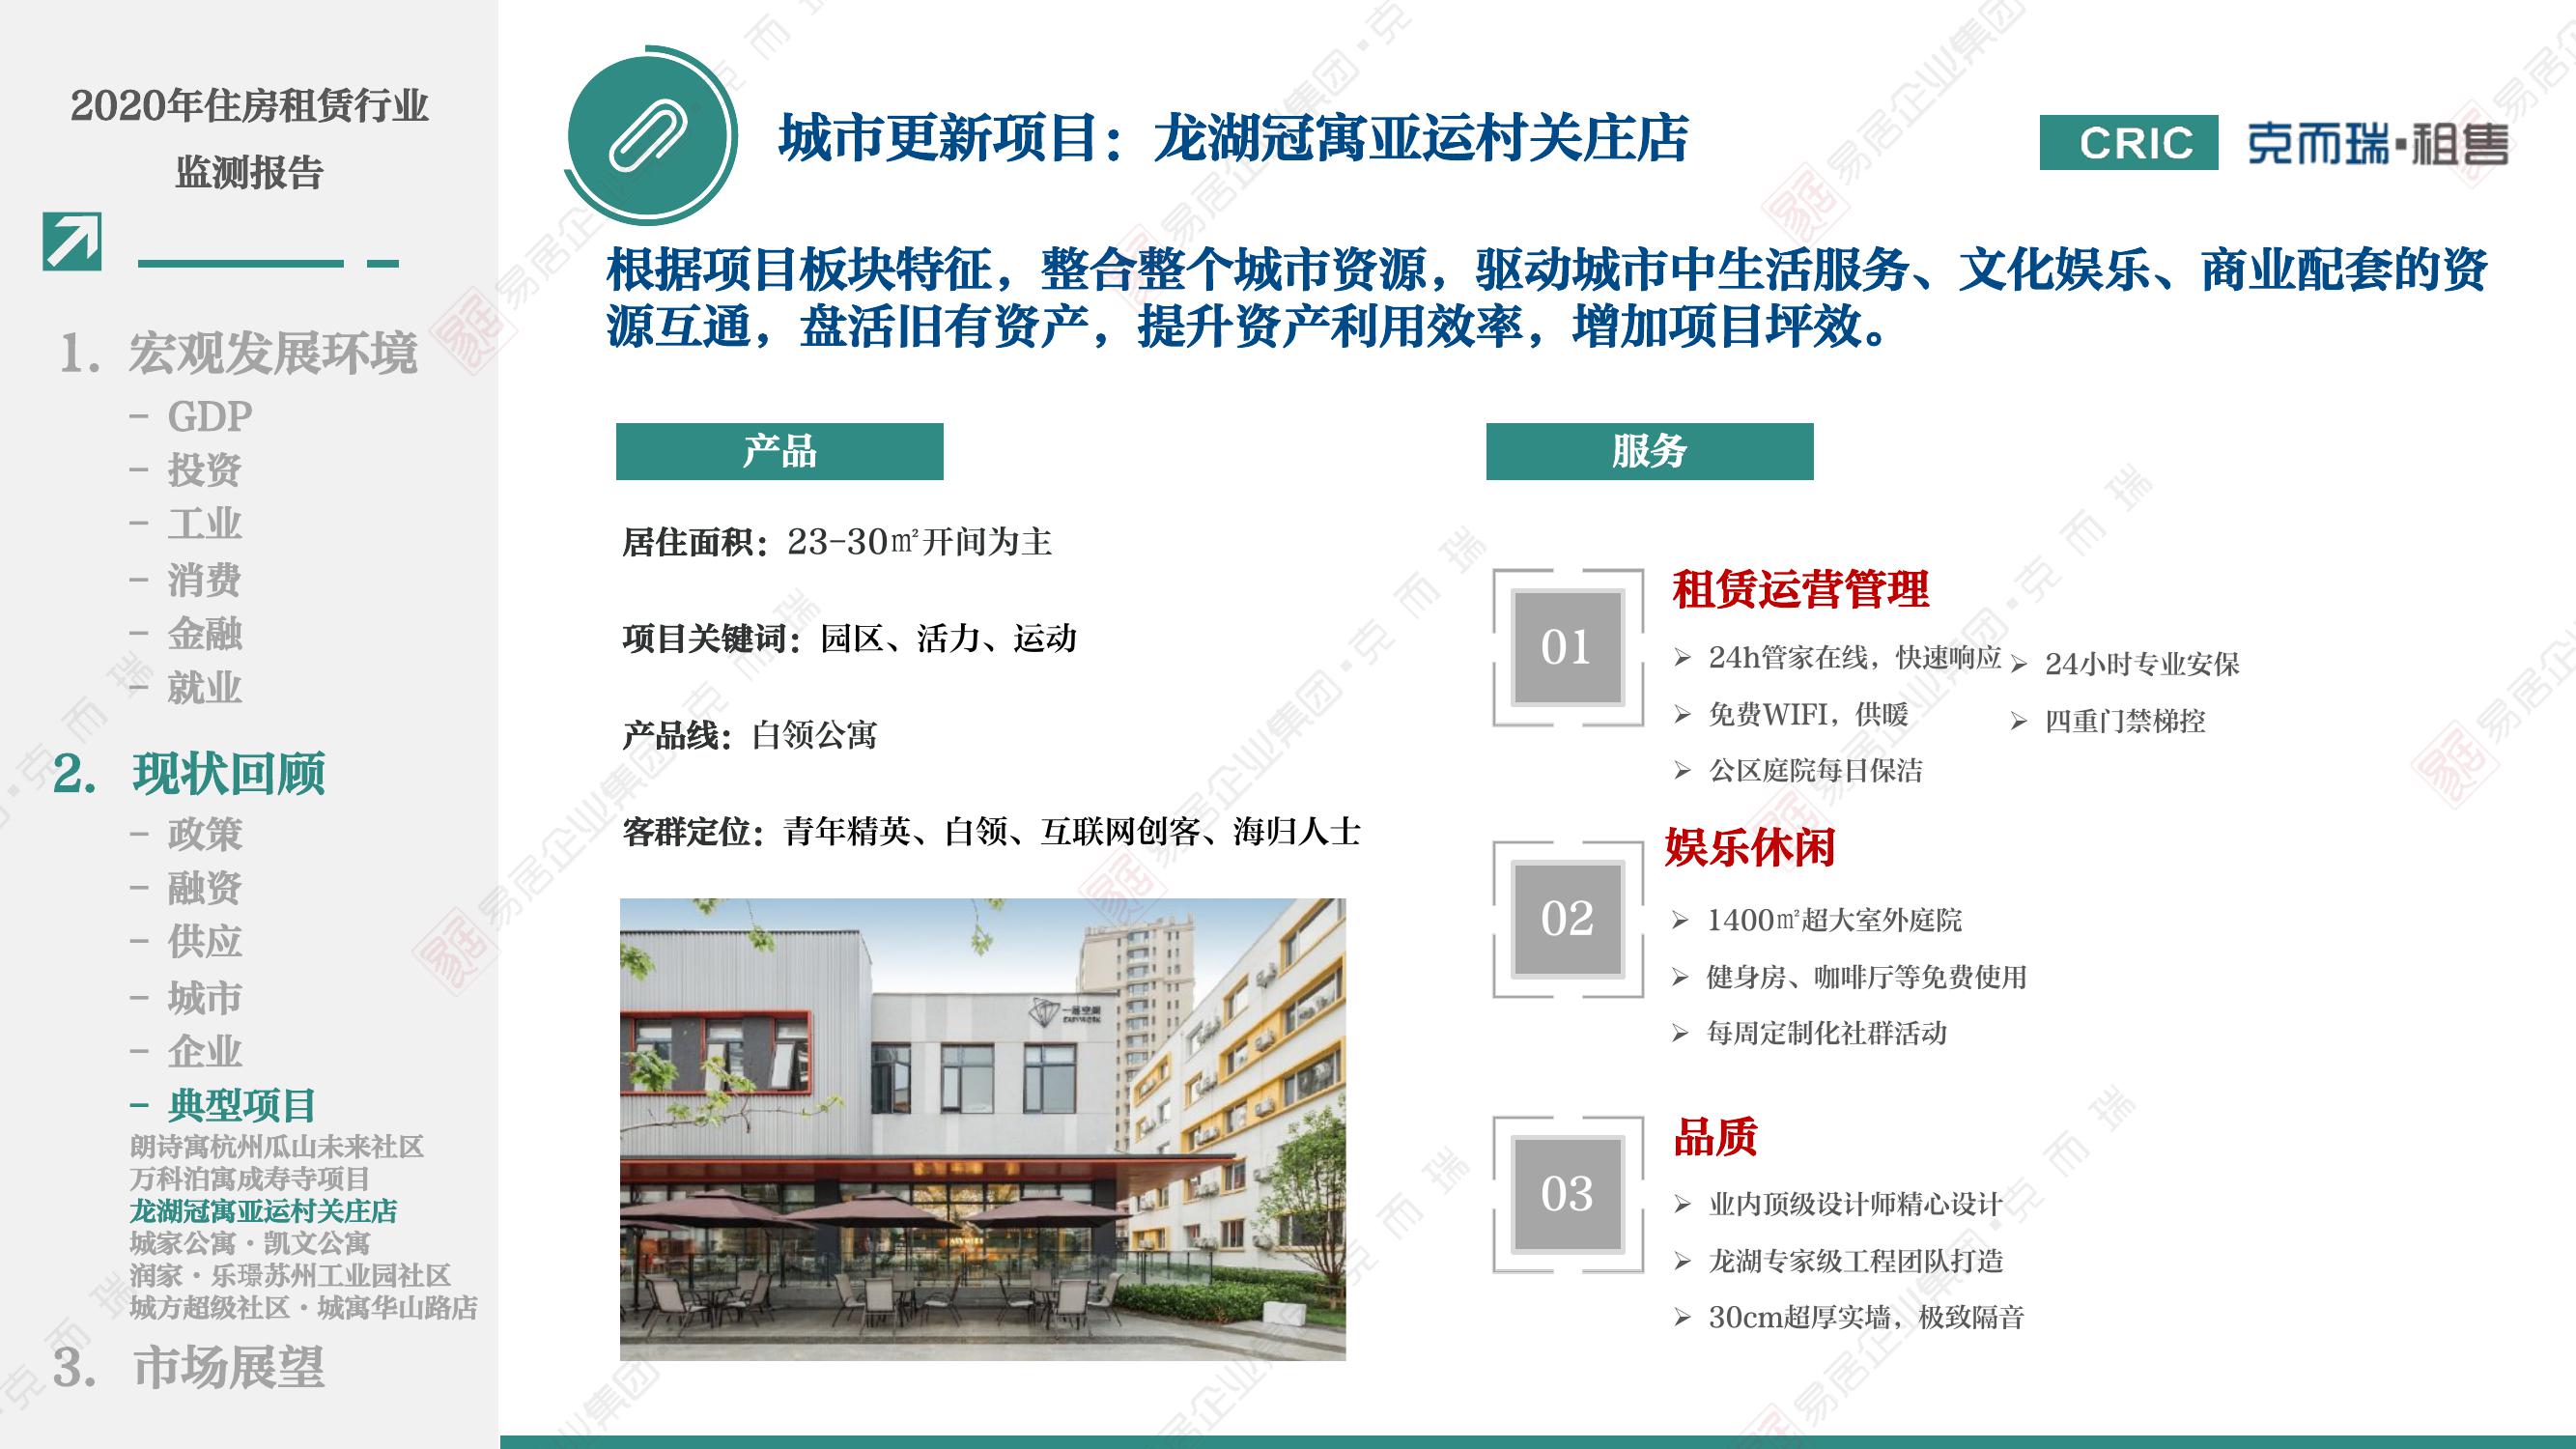 2020年住房租赁行业
监测报告
1. 宏观发展环境
– GDP
– 投资
– 工业
– 消费
– 金融
– 就业
2. 现状回顾
– 政策
– 融资
– 供应
– 城市
– 企业
– 典型项目
朗诗寓杭州瓜山未来社区
万科泊寓成寿寺项目
龙湖冠寓亚运村关庄店
城家公寓·凯文公寓
润家·乐璟苏州工业园社区
城方超级社区·城寓华山路店
3. 市场展望
城市更新项目：龙湖冠寓亚运村关庄店
CRIC 克而瑞·租售
根据项目板块特征，整合整个城市资源，驱动城市中生活服务、文化娱乐、商业配套的资
源互通，盘活旧有资产，提升资产利用效率，增加项目坪效。
产品
居住面积：23-30㎡开间为主
项目关键词：园区、活力、运动
产品线：白领公寓
客群定位：青年精英、白领、互联网创客、海归人士
一起空间
EASYWORK
服务
01
租赁运营管理
➢ 24h管家在线，快速响应
➢ 免费WIFI，供暖
➢ 公区庭院每日保洁
➢ 24小时专业安保
➢ 四重门禁梯控
02
娱乐休闲
➢ 1400㎡超大室外庭院
➢ 健身房、咖啡厅等免费使用
➢ 每周定制化社群活动
03
品质
➢ 业内顶级设计师精心设计
➢ 龙湖专家级工程团队打造
➢ 30cm超厚实墙，极致隔音
易居企业集团·克而瑞